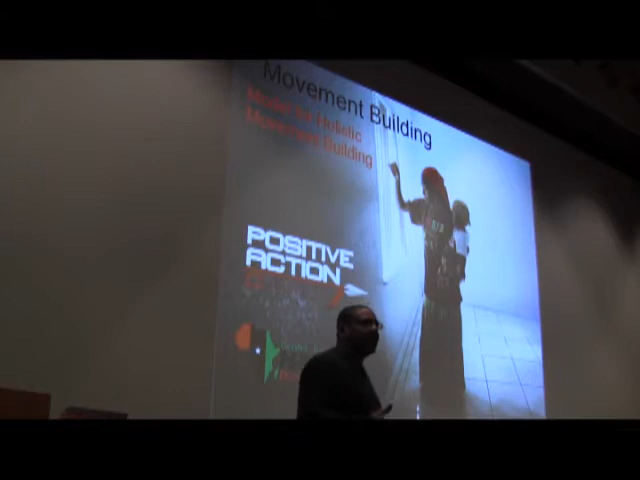 Movement Building
Model for Holistic
Movement Building
POSITIVE
ACTION